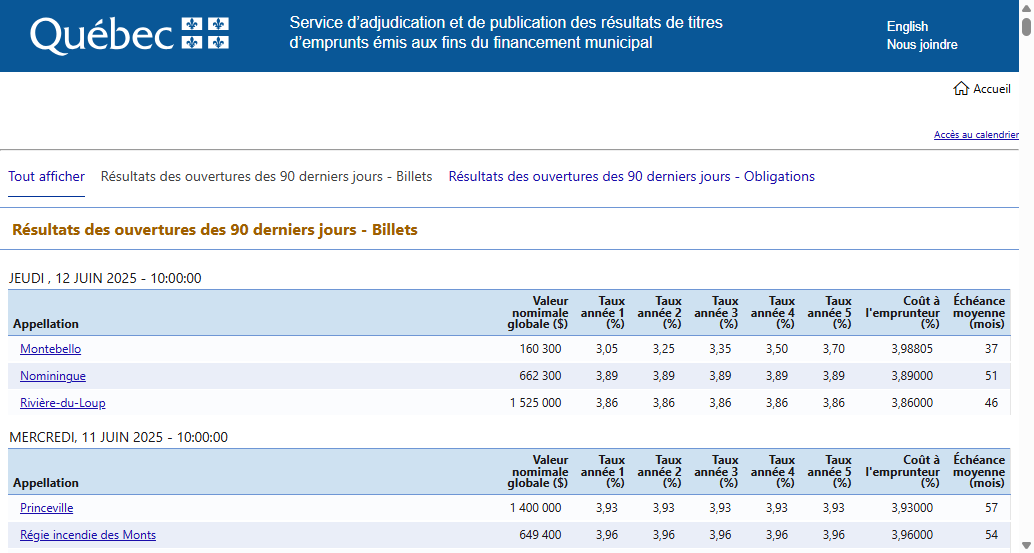 Québec
Service d’adjudication et de publication des résultats de titres
d’emprunts émis aux fins du financement municipal
English
Nous joindre
Accueil
Accès au calendrier
Tout afficher Résultats des ouvertures des 90 derniers jours - Billets Résultats des ouvertures des 90 derniers jours - Obligations
Résultats des ouvertures des 90 derniers jours - Billets
JEUDI , 12 JUIN 2025 - 10:00:00
Appellation Valeur nomimale globale ($) Taux année 1 (%) Taux année 2 (%) Taux année 3 (%) Taux année 4 (%) Taux année 5 (%) Coût à l'emprunteur (%) Échéance moyenne (mois)
Montebello 160 300 3,05 3,25 3,35 3,50 3,70 3,98805 37
Nominingue 662 300 3,89 3,89 3,89 3,89 3,89 3,89000 51
Rivière-du-Loup 1 525 000 3,86 3,86 3,86 3,86 3,86 3,86000 46
MERCREDI, 11 JUIN 2025 - 10:00:00
Appellation Valeur nomimale globale ($) Taux année 1 (%) Taux année 2 (%) Taux année 3 (%) Taux année 4 (%) Taux année 5 (%) Coût à l'emprunteur (%) Échéance moyenne (mois)
Princeville 1 400 000 3,93 3,93 3,93 3,93 3,93 3,93000 57
Régie incendie des Monts 649 400 3,96 3,96 3,96 3,96 3,96 3,96000 54